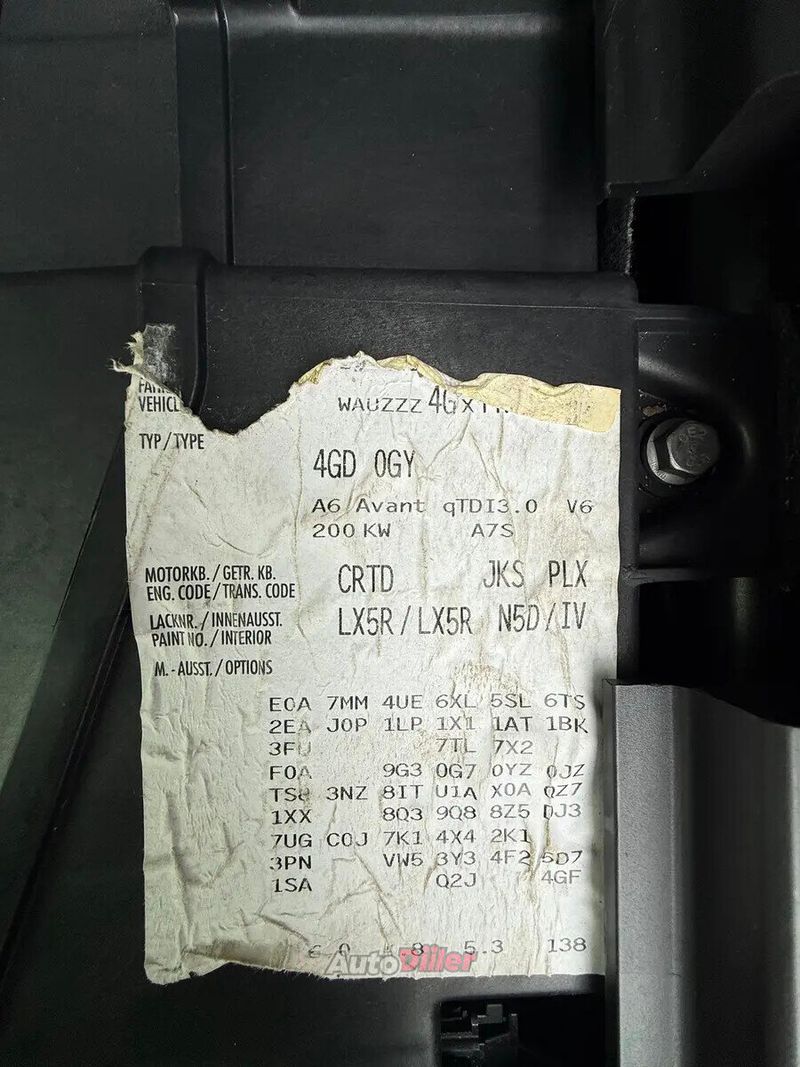 VEHICL
WAUZZZ 4G
TYP/TYPE
4GD 0GY
A6 Avant qTDI3.0 V6
200 KW A7S
MOTORKB./GETR. KB.
ENG. CODE/TRANS. CODE
CRTD JKS PLX
LACKNR./INNENAUSST.
PAINT NO./INTERIOR
LX5R/LX5R N5D/IV
M.-AUSST./OPTIONS
E0A 7MM 4UE 6XL 5SL 6TS
2EA J0P 1LP 1X1 1AT 1BK
3FU 7TL 7X2
F0A 9G3 0G7 0YZ 0JZ
TS8 3NZ 8IT U1A X0A QZ7
1XX 8Q3 9Q8 8Z5 DJ3
7UG C0J 7K1 4X4 2K1
3PN VW5 3Y3 4F2 5D7
1SA Q2J 4GF
5.3 138
AutoDiller